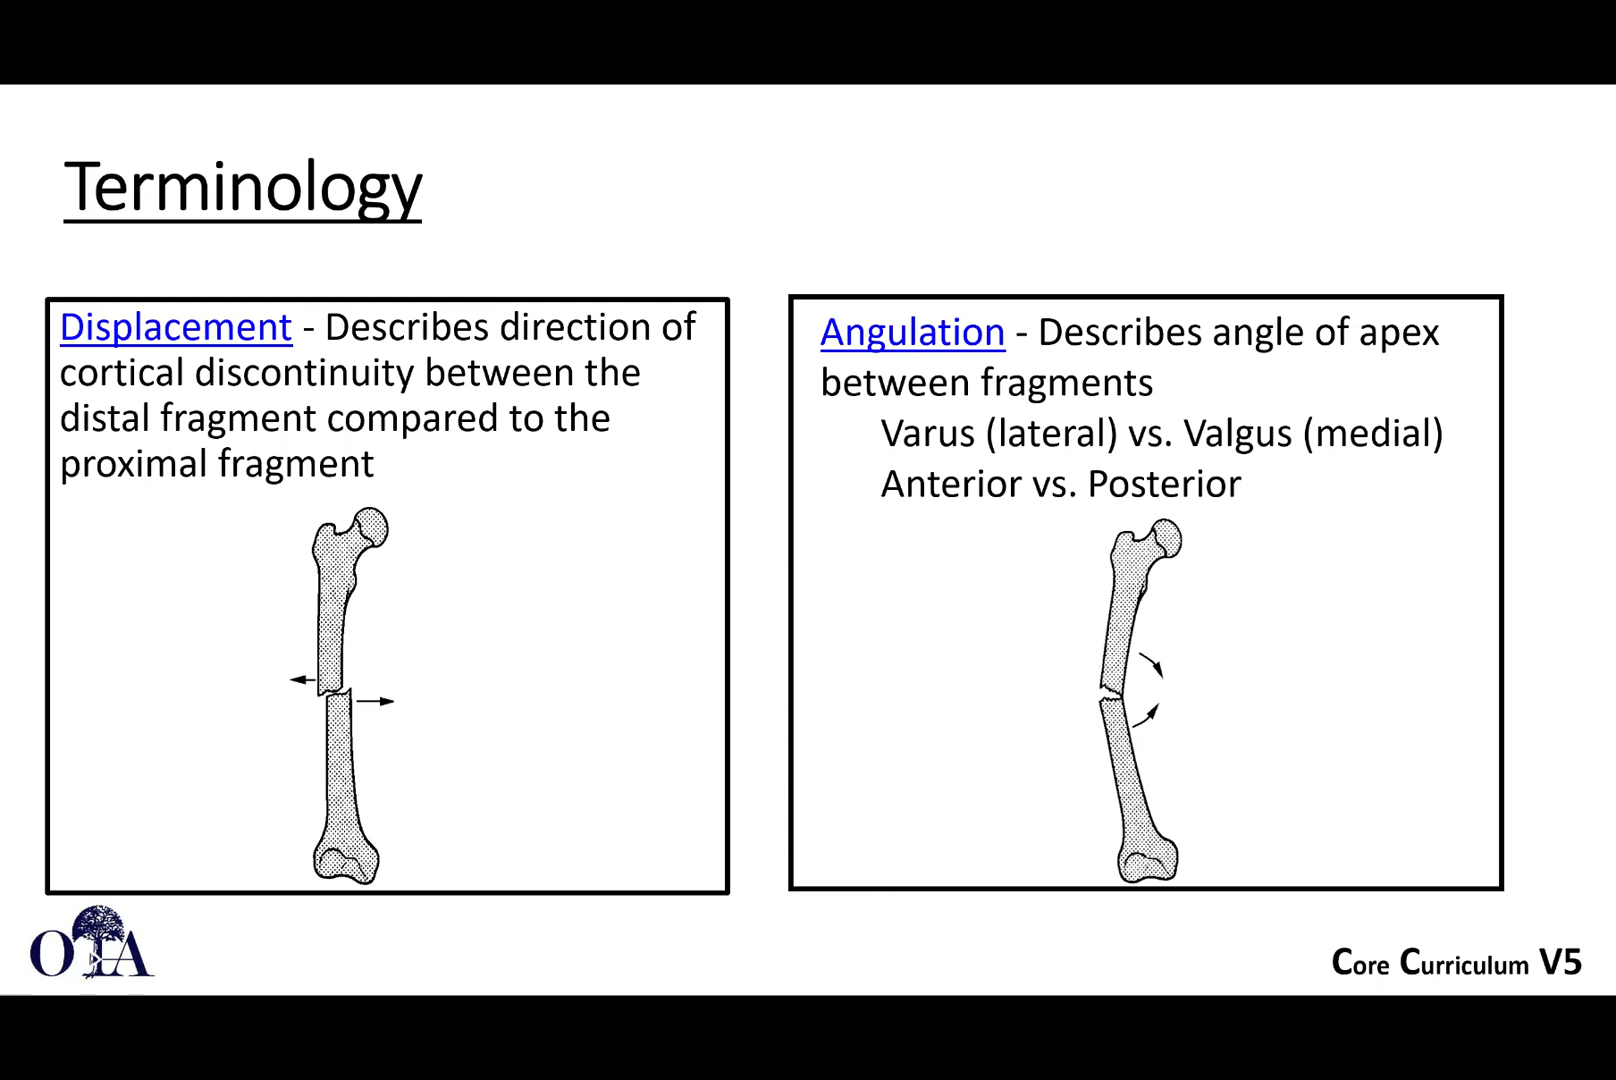 Terminology
Displacement - Describes direction of
cortical discontinuity between the
distal fragment compared to the
proximal fragment
Angulation - Describes angle of apex
between fragments
Varus (lateral) vs. Valgus (medial)
Anterior vs. Posterior
OTA
Core Curriculum V5